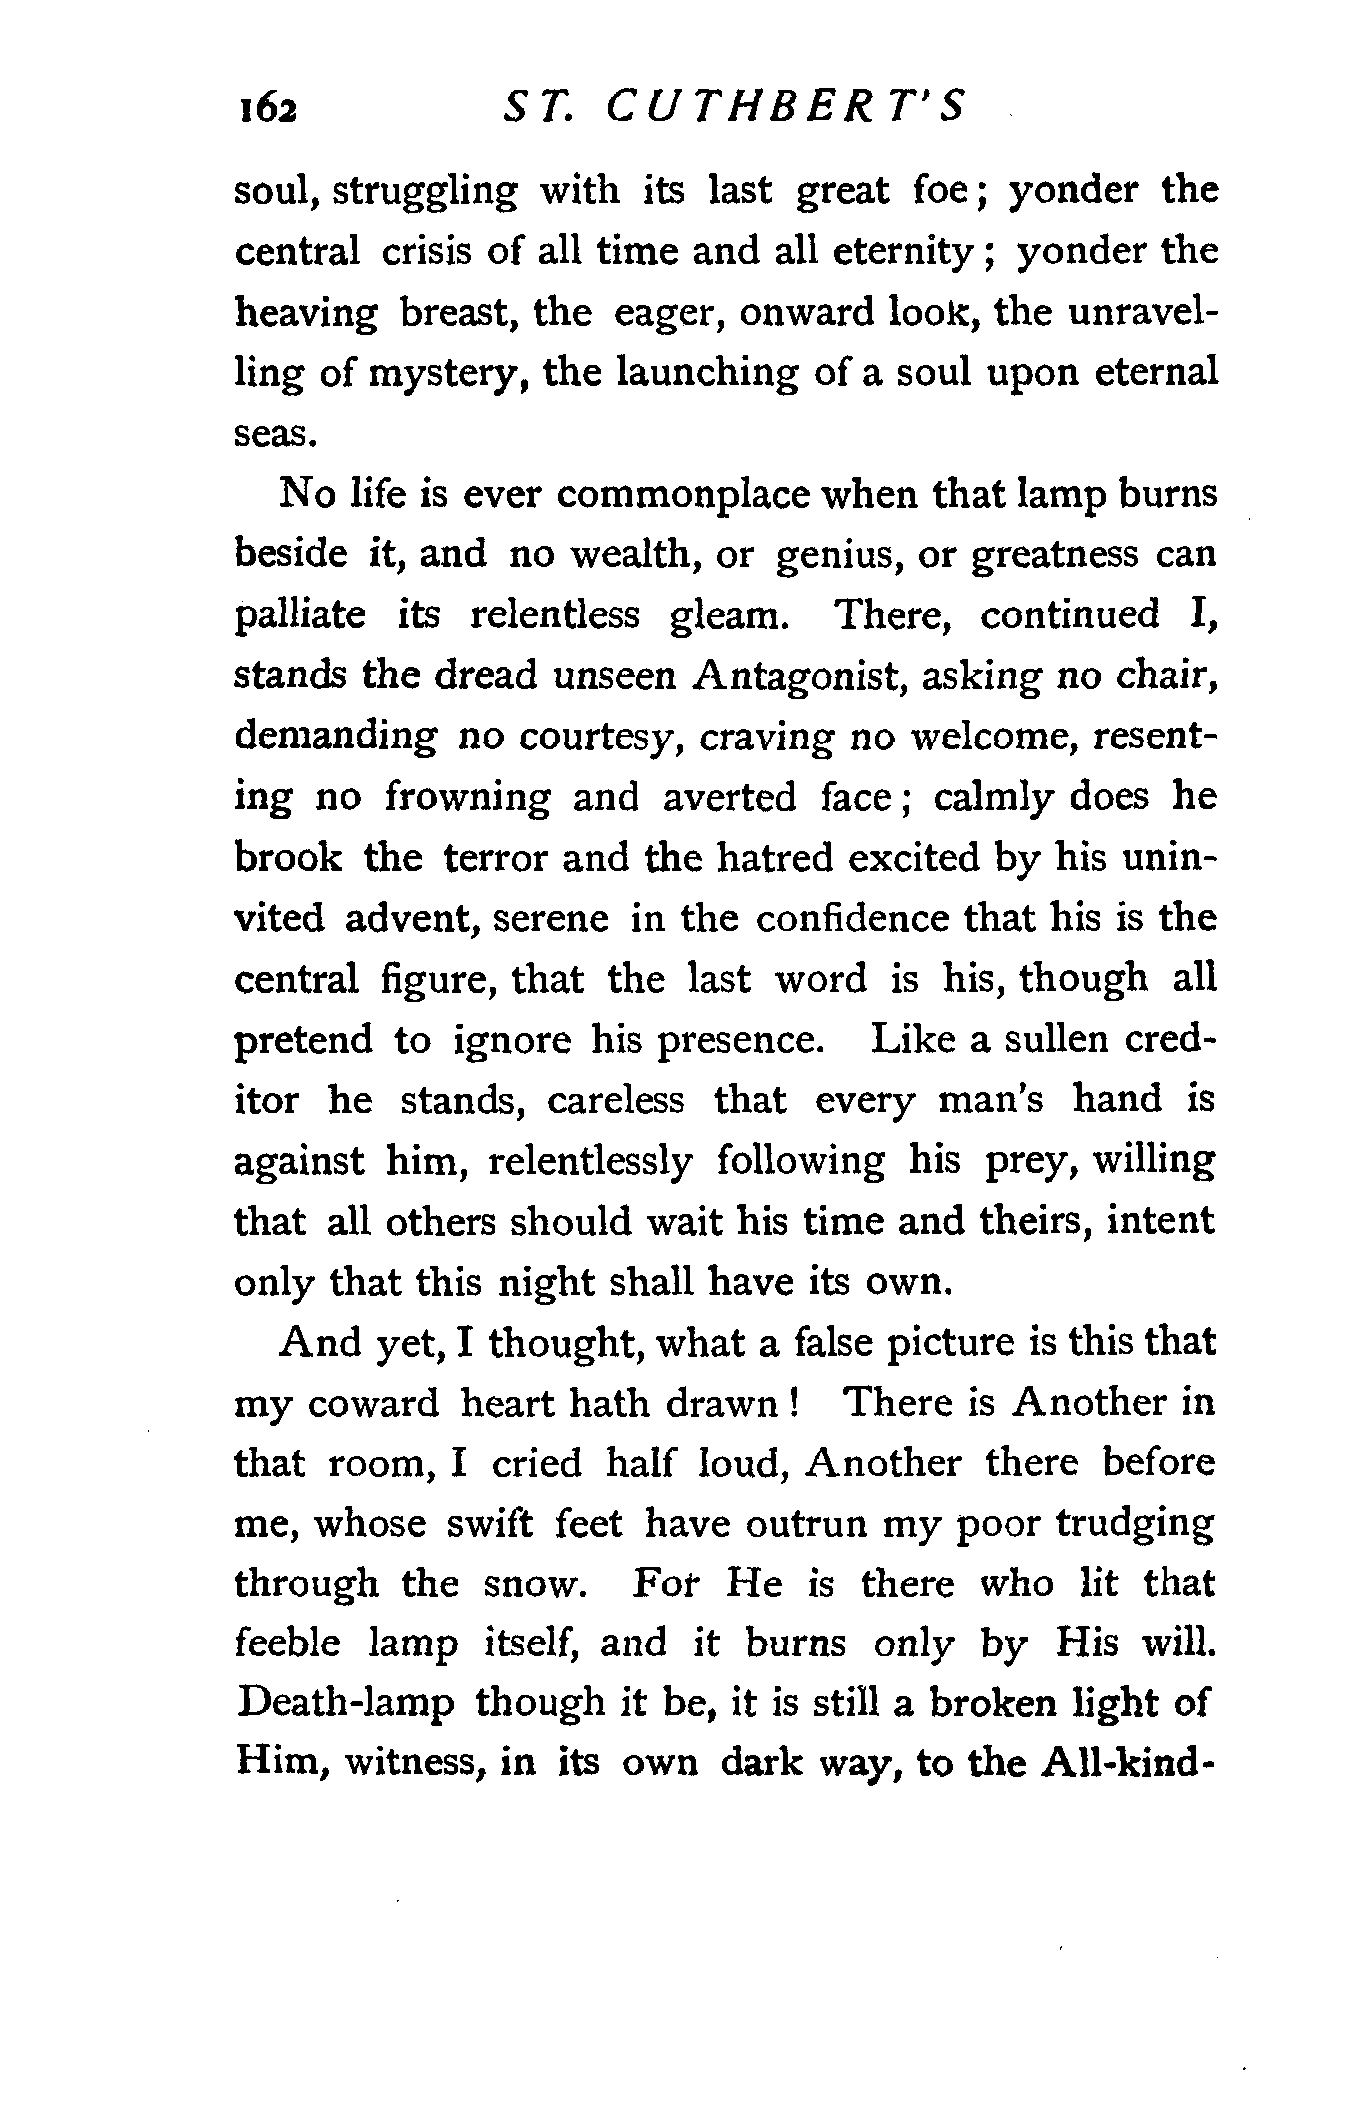 162 ST. CUTHBERT'S
soul, struggling with its last great foe; yonder the
central crisis of all time and all eternity; yonder the
heaving breast, the eager, onward look, the unravel-
ling of mystery, the launching of a soul upon eternal
seas.
No life is ever commonplace when that lamp burns
beside it, and no wealth, or genius, or greatness can
palliate its relentless gleam. There, continued I,
stands the dread unseen Antagonist, asking no chair,
demanding no courtesy, craving no welcome, resent-
ing no frowning and averted face; calmly does he
brook the terror and the hatred excited by his unin-
vited advent, serene in the confidence that his is the
central figure, that the last word is his, though all
pretend to ignore his presence. Like a sullen cred-
itor he stands, careless that every man's hand is
against him, relentlessly following his prey, willing
that all others should wait his time and theirs, intent
only that this night shall have its own.
And yet, I thought, what a false picture is this that
my coward heart hath drawn! There is Another in
that room, I cried half loud, Another there before
me, whose swift feet have outrun my poor trudging
through the snow. For He is there who lit that
feeble lamp itself, and it burns only by His will.
Death-lamp though it be, it is still a broken light of
Him, witness, in its own dark way, to the All-kind-